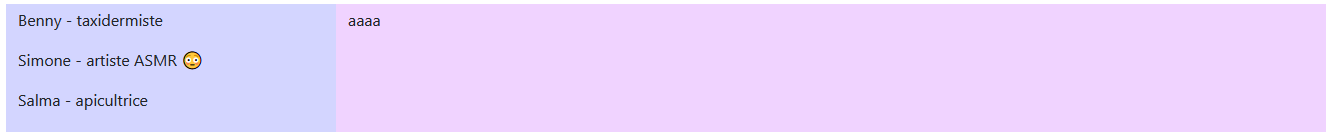 Benny - taxidermiste
Simone - artiste ASMR 😳
Salma - apicultrice
aaaa